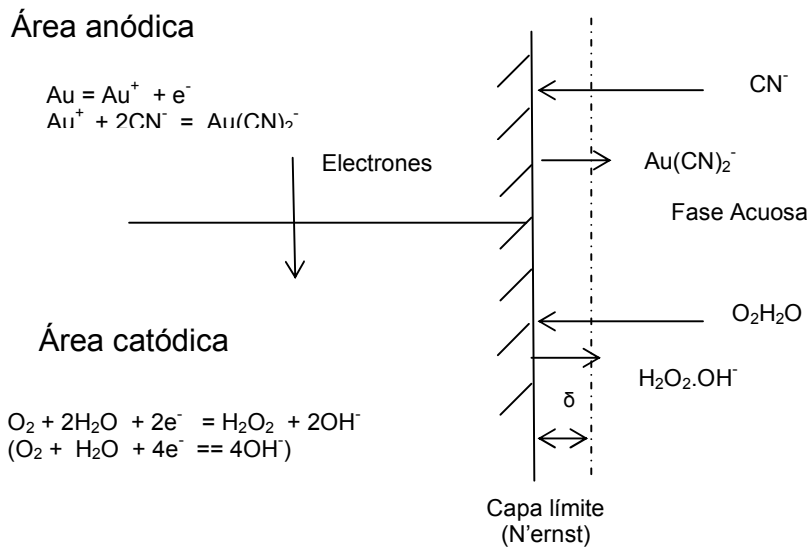 Área anódica
Au = Au⁺ + e⁻
Au⁺ + 2CN⁻ = Au(CN)₂⁻
Electrones
CN⁻
Au(CN)₂⁻
Fase Acuosa
Área catódica
O₂ + 2H₂O + 2e⁻ = H₂O₂ + 2OH⁻
(O₂ + H₂O + 4e⁻ == 4OH⁻)
O₂H₂O
H₂O₂.OH⁻
δ
Capa límite
(N'ernst)